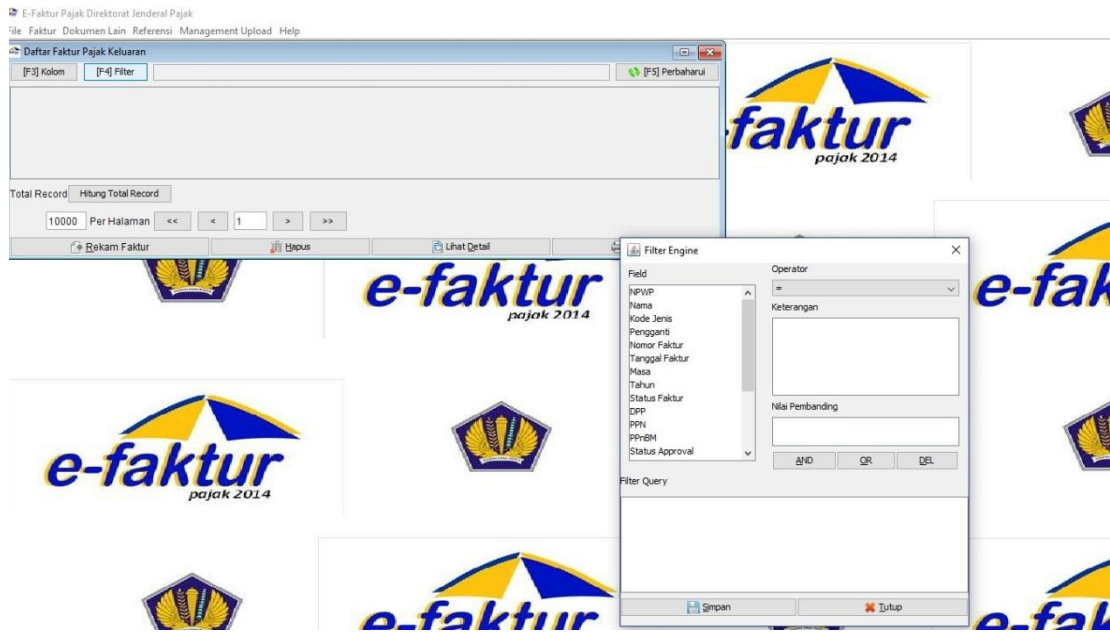 E-Faktur Pajak Direktorat Jenderal Pajak
File Faktur Dokumen Lain Referensi Management Upload Help
Daftar Faktur Pajak Keluaran
[F3] Kolom [F4] Filter [F5] Perbaharui
Total Record Hitung Total Record
10000 Per Halaman << < 1 > >>
Rekam Faktur Hapus Lihat Detail
Filter Engine
Field
NPWP
Nama
Kode Jenis
Pengganti
Nomor Faktur
Tanggal Faktur
Masa
Tahun
Status Faktur
DPP
PPN
PPnBM
Status Approval
Operator
=
Keterangan
Nilai Pembanding
AND OR DEL
Filter Query
Simpan Tutup
faktur
pajak 2014
e-faktur
pajak 2014
e-fak
e-faktur
pajak 2014
e-faktur
e-fak